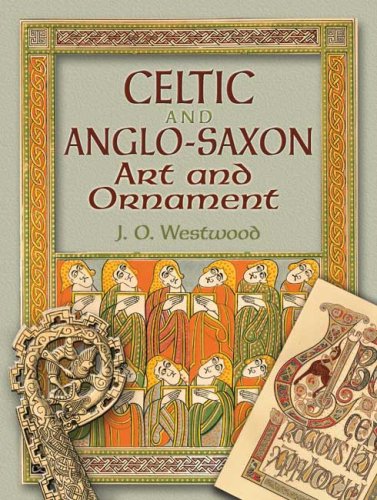 CELTIC
AND
ANGLO-SAXON
Art and
Ornament
J. O. Westwood